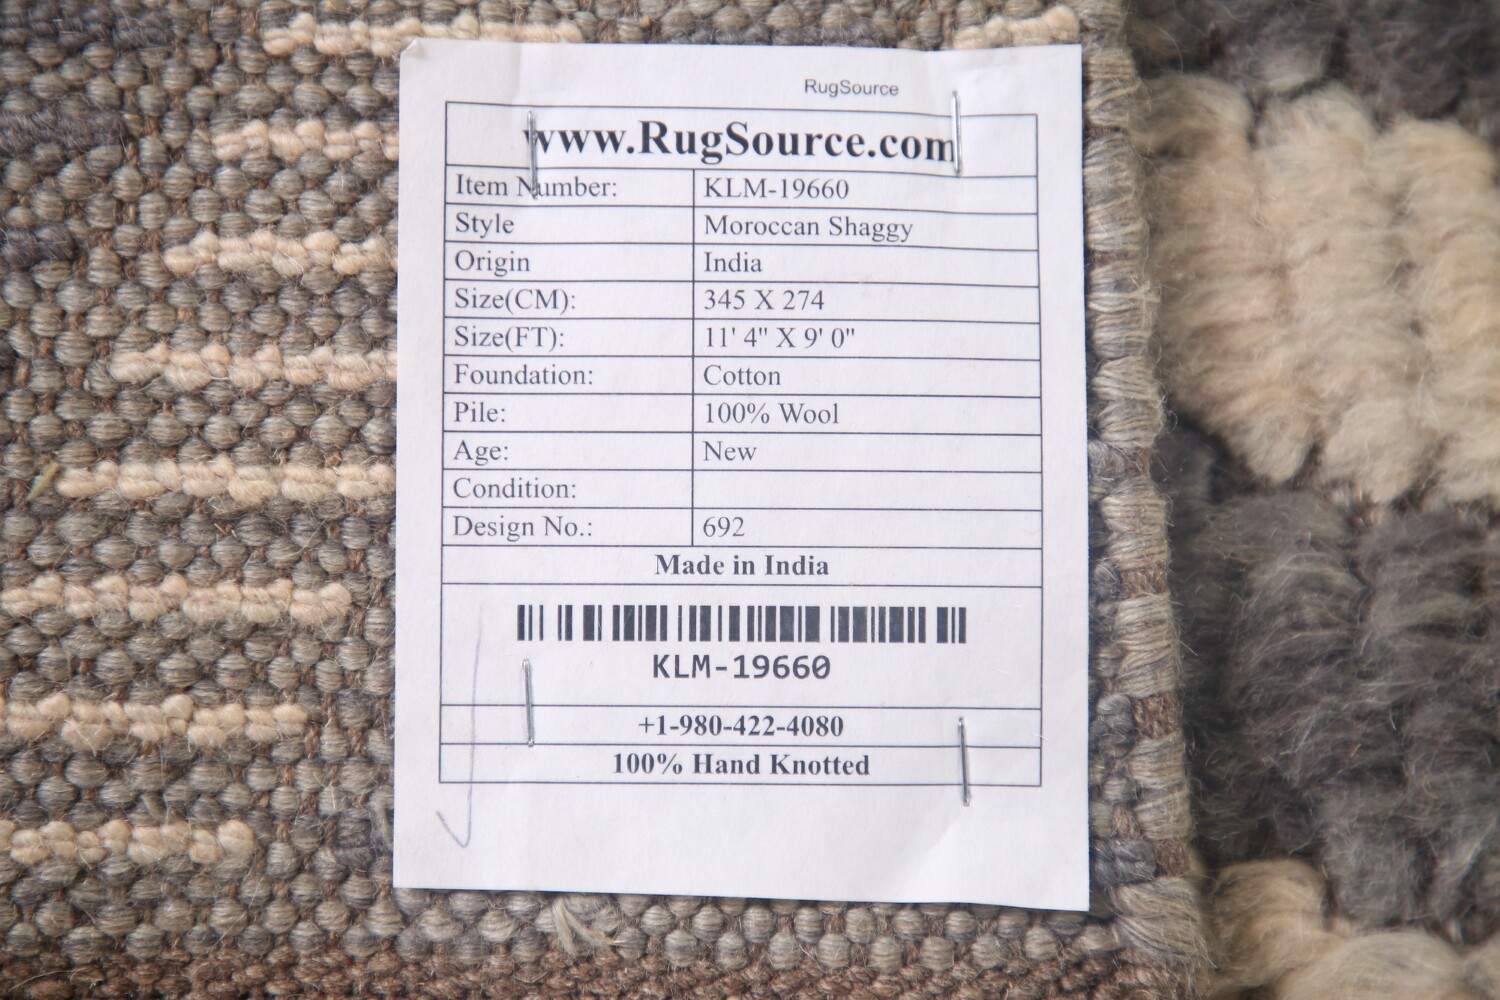 RugSource
www.RugSource.com
Item Number: KLM-19660
Style Moroccan Shaggy
Origin India
Size(CM): 345 X 274
Size(FT): 11' 4" X 9' 0"
Foundation: Cotton
Pile: 100% Wool
Age: New
Condition:
Design No.: 692
Made in India
KLM-19660
+1-980-422-4080
100% Hand Knotted